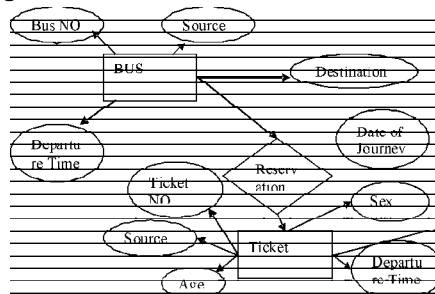 Bus NO
Source
BUS
Destination
Departu
re Time
Date of
Journey
Reserv
ation
Ticket
NO
Sex
Source
Ticket
Departu
re Time
Age